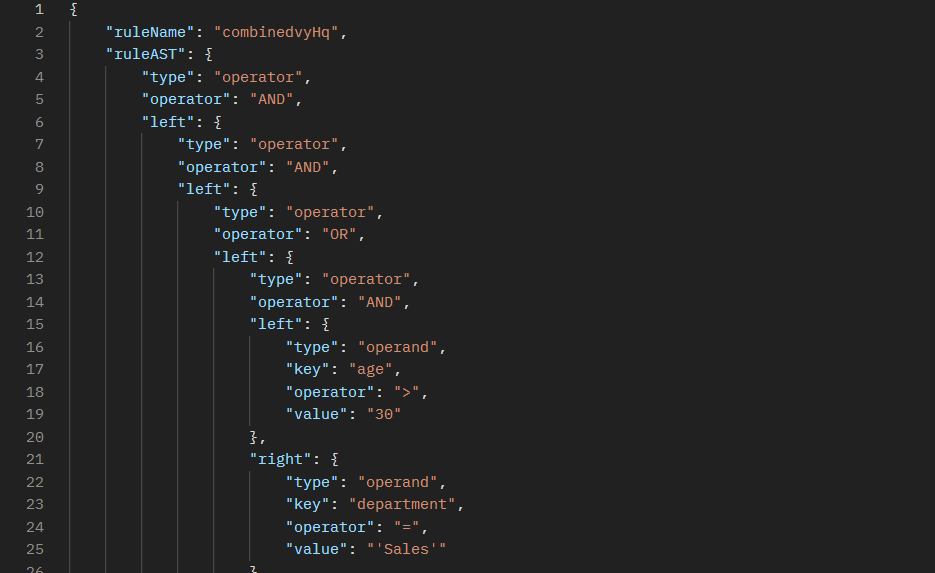 1 {
2     "ruleName": "combinedvyHq",
3     "ruleAST": {
4         "type": "operator",
5         "operator": "AND",
6         "left": {
7             "type": "operator",
8             "operator": "AND",
9             "left": {
10                 "type": "operator",
11                 "operator": "OR",
12                 "left": {
13                     "type": "operator",
14                     "operator": "AND",
15                     "left": {
16                         "type": "operand",
17                         "key": "age",
18                         "operator": ">",
19                         "value": "30"
20                     },
21                     "right": {
22                         "type": "operand",
23                         "key": "department",
24                         "operator": "=",
25                         "value": "'Sales'"
26                     }